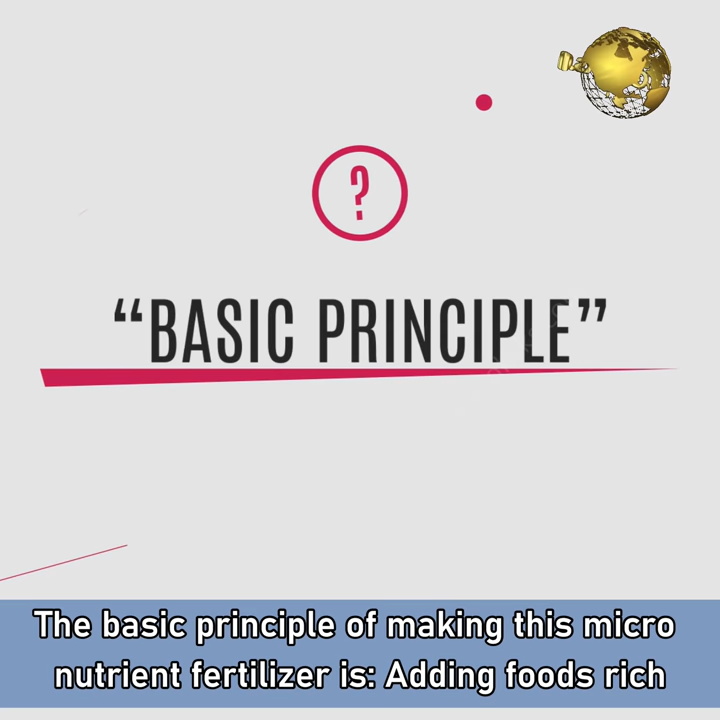 ?
“BASIC PRINCIPLE”
The basic principle of making this micro
nutrient fertilizer is: Adding foods rich